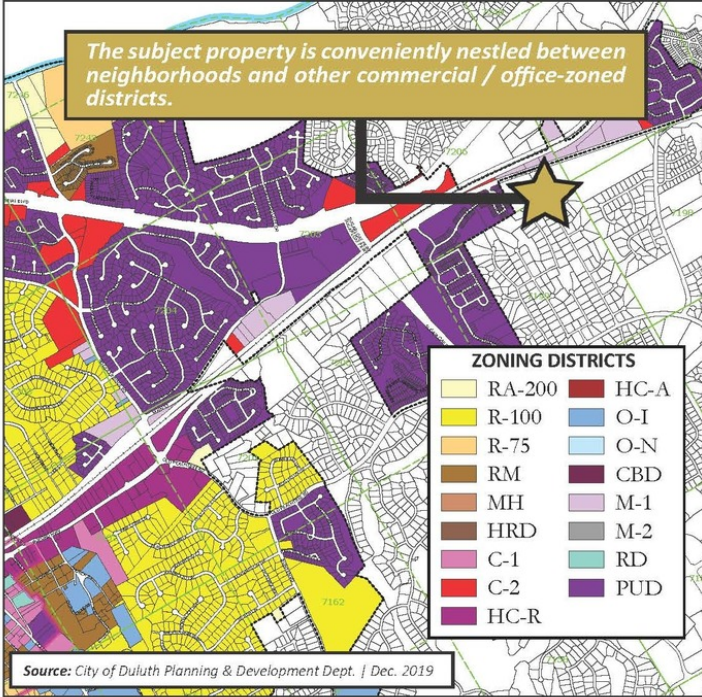 The subject property is conveniently nestled between
neighborhoods and other commercial / office-zoned
districts.
7205
7204
7162
ZONING DISTRICTS
RA-200
R-100
R-75
RM
MH
HRD
C-1
C-2
HC-R
HC-A
O-I
O-N
CBD
M-1
M-2
RD
PUD
Source: City of Duluth Planning & Development Dept. | Dec. 2019